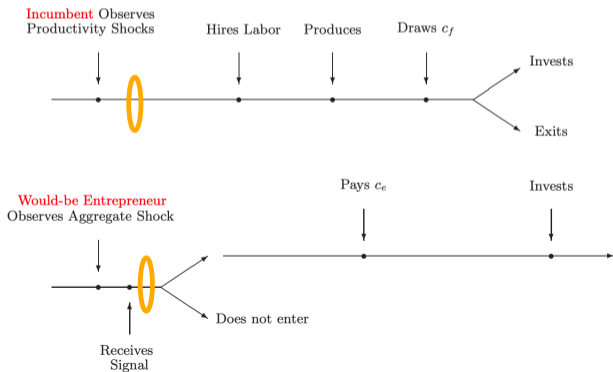 Incumbent Observes
Productivity Shocks
Hires Labor
Produces
Draws c_f
Invests
Exits
Would-be Entrepreneur
Observes Aggregate Shock
Pays c_e
Invests
Does not enter
Receives
Signal